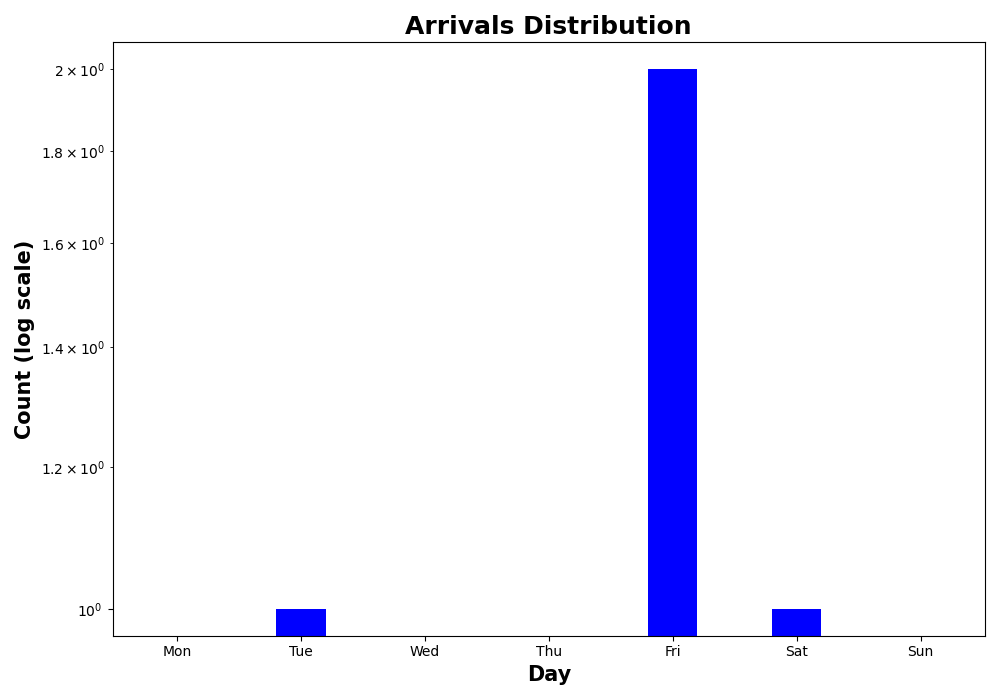 Arrivals Distribution
2 × 10⁰
1.8 × 10⁰
1.6 × 10⁰
1.4 × 10⁰
1.2 × 10⁰
10⁰
Count (log scale)
Mon Tue Wed Thu Fri Sat Sun
Day